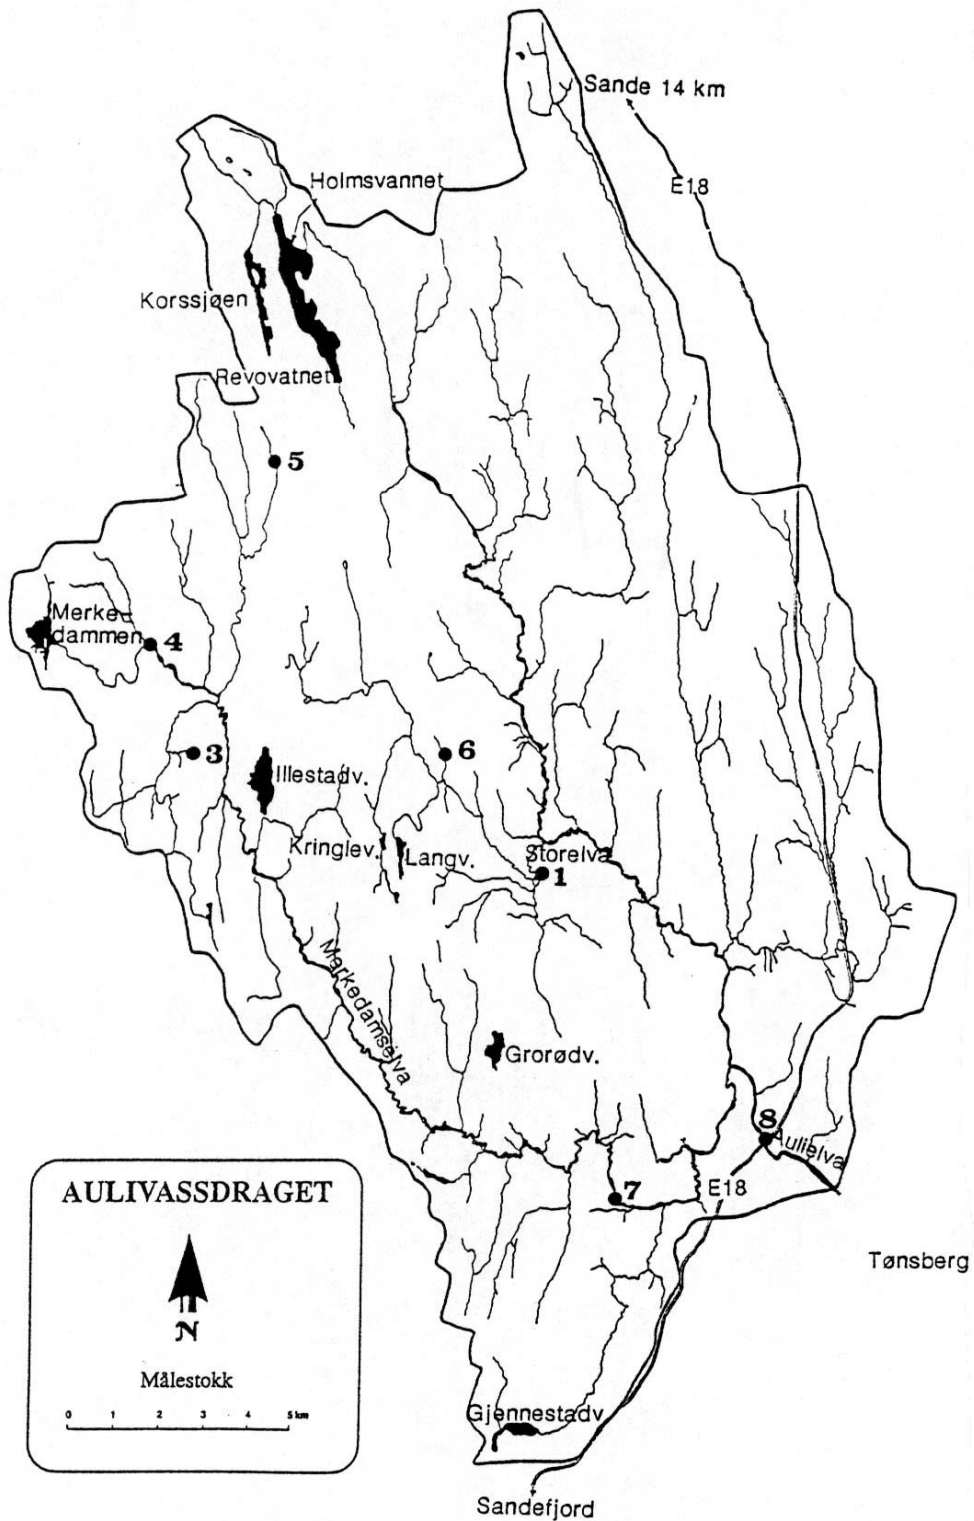 Sande 14 km
E18
Holmsvannet
Korssjøen
Revovatnet
5
Merke-
dammen
4
3
6
Illestadv.
Kringlev.
Langv.
Storelva
1
Merkedamselva
Grorødv.
8
Aulielva
7
E18
Tønsberg
AULIVASSDRAGET
N
Målestokk
0 1 2 3 4 5 km
Gjennestadv
Sandefjord